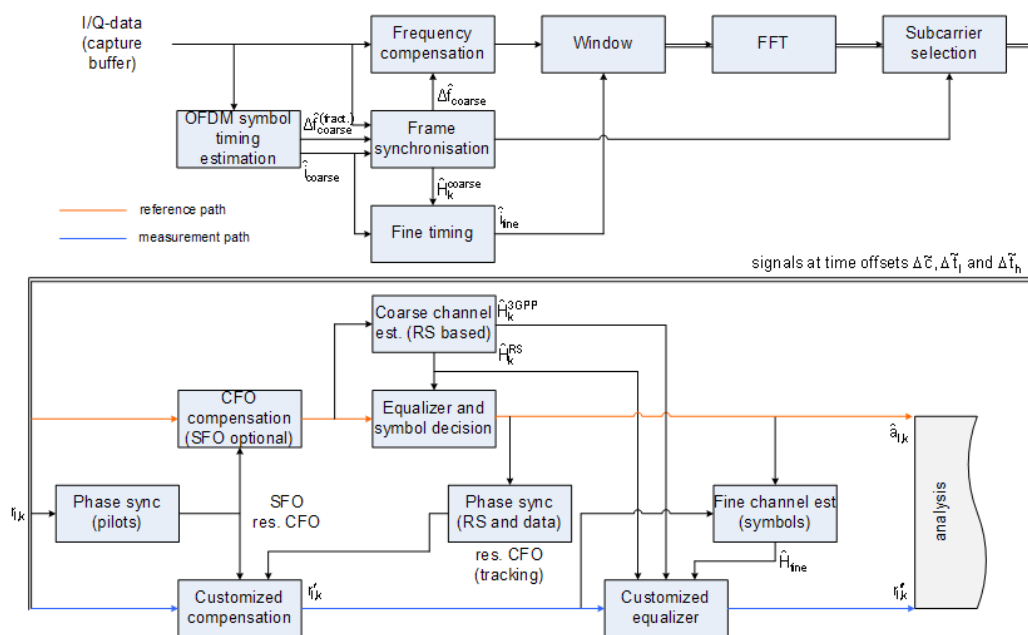 I/Q-data
(capture
buffer)
Frequency
compensation
Window
FFT
Subcarrier
selection
Δf̂coarse
OFDM symbol
timing
estimation
Δf̂coarse(fract.)
îcoarse
Frame
synchronisation
Ĥkcoarse
reference path
measurement path
Fine timing
îfine
signals at time offsets Δc̃, Δt̃l and Δt̃h
Coarse channel
est. (RS based)
Ĥk3GPP
ĤkRS
CFO
compensation
(SFO optional)
Equalizer and
symbol decision
âl,k
rl,k
Phase sync
(pilots)
SFO
res. CFO
Phase sync
(RS and data)
res. CFO
(tracking)
Fine channel est
(symbols)
Ĥfine
analysis
Customized
compensation
r′l,k
Customized
equalizer
r″l,k